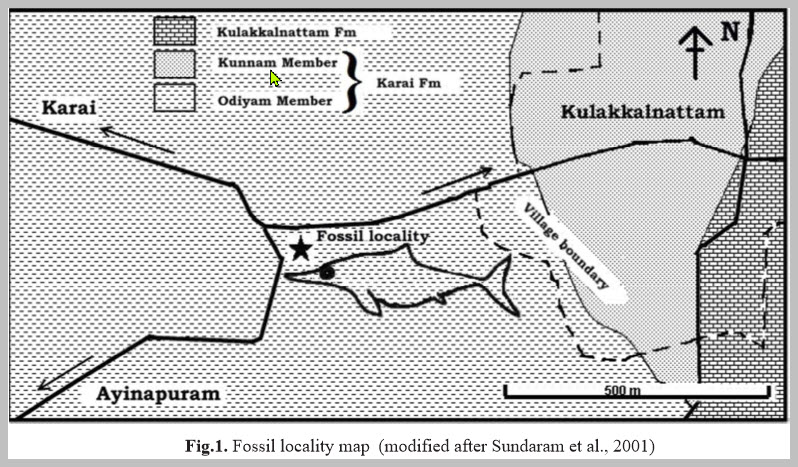 Kulakkalnattam Fm
Kunnam Member
Karai Fm
Odiyam Member
N
Karai
Kulakkalnattam
Fossil locality
Village boundary
Ayinapuram
500 m
Fig.1. Fossil locality map (modified after Sundaram et al., 2001)